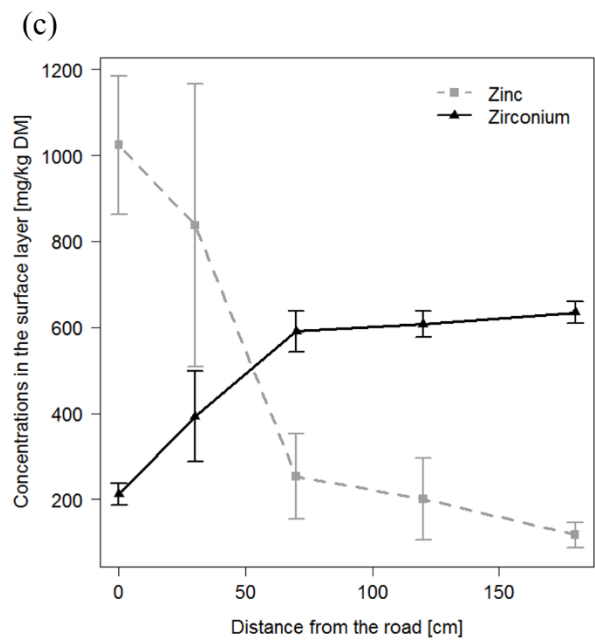 (c)
1200
1000
800
600
400
200
Concentrations in the surface layer [mg/kg DM]
Zinc
Zirconium
0 50 100 150
Distance from the road [cm]